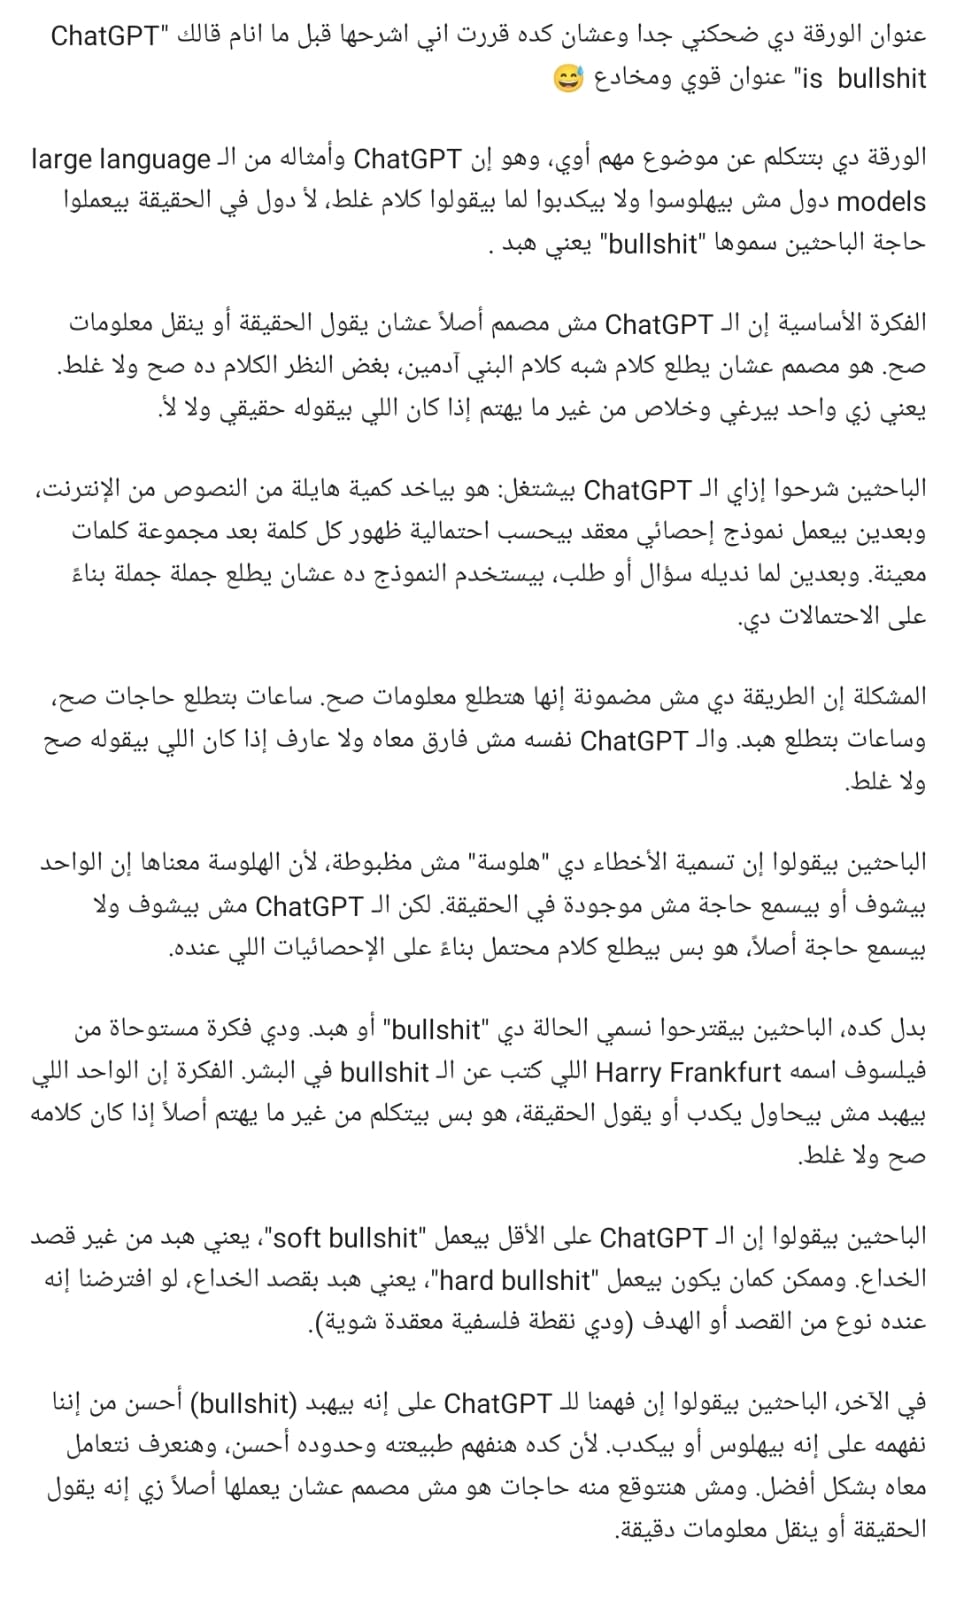 عنوان الورقة دي ضحكني جدا وعشان كده قررت اني اشرحها قبل ما انام قالك "ChatGPT
is bullshit" عنوان قوي ومخادع 😅
الورقة دي بتتكلم عن موضوع مهم أوي، وهو إن ChatGPT وأمثاله من الـ large language
models دول مش بيهلوسوا ولا بيكدبوا لما بيقولوا كلام غلط، لأ دول في الحقيقة بيعملوا
حاجة الباحثين سموها "bullshit" يعني هبد .
الفكرة الأساسية إن الـ ChatGPT مش مصمم أصلاً عشان يقول الحقيقة أو ينقل معلومات
صح. هو مصمم عشان يطلع كلام شبه كلام البني آدمين، بغض النظر الكلام ده صح ولا غلط.
يعني زي واحد بيرغي وخلاص من غير ما يهتم إذا كان اللي بيقوله حقيقي ولا لأ.
الباحثين شرحوا إزاي الـ ChatGPT بيشتغل: هو بياخد كمية هايلة من النصوص من الإنترنت،
وبعدين بيعمل نموذج إحصائي معقد بيحسب احتمالية ظهور كل كلمة بعد مجموعة كلمات
معينة. وبعدين لما نديله سؤال أو طلب، بيستخدم النموذج ده عشان يطلع جملة جملة بناءً
على الاحتمالات دي.
المشكلة إن الطريقة دي مش مضمونة إنها هتطلع معلومات صح. ساعات بتطلع حاجات صح،
وساعات بتطلع هبد. والـ ChatGPT نفسه مش فارق معاه ولا عارف إذا كان اللي بيقوله صح
ولا غلط.
الباحثين بيقولوا إن تسمية الأخطاء دي "هلوسة" مش مظبوطة، لأن الهلوسة معناها إن الواحد
بيشوف أو بيسمع حاجة مش موجودة في الحقيقة. لكن الـ ChatGPT مش بيشوف ولا
بيسمع حاجة أصلاً، هو بس بيطلع كلام محتمل بناءً على الإحصائيات اللي عنده.
بدل كده، الباحثين بيقترحوا نسمي الحالة دي "bullshit" أو هبد. ودي فكرة مستوحاة من
فيلسوف اسمه Harry Frankfurt اللي كتب عن الـ bullshit في البشر. الفكرة إن الواحد اللي
بيهبد مش بيحاول يكدب أو يقول الحقيقة، هو بس بيتكلم من غير ما يهتم أصلاً إذا كان كلامه
صح ولا غلط.
الباحثين بيقولوا إن الـ ChatGPT على الأقل بيعمل "soft bullshit"، يعني هبد من غير قصد
الخداع. وممكن كمان يكون بيعمل "hard bullshit"، يعني هبد بقصد الخداع، لو افترضنا إنه
عنده نوع من القصد أو الهدف (ودي نقطة فلسفية معقدة شوية).
في الآخر، الباحثين بيقولوا إن فهمنا للـ ChatGPT على إنه بيهبد (bullshit) أحسن من إننا
نفهمه على إنه بيهلوس أو بيكدب. لأن كده هنفهم طبيعته وحدوده أحسن، وهنعرف نتعامل
معاه بشكل أفضل. ومش هنتوقع منه حاجات هو مش مصمم عشان يعملها أصلاً زي إنه يقول
الحقيقة أو ينقل معلومات دقيقة.